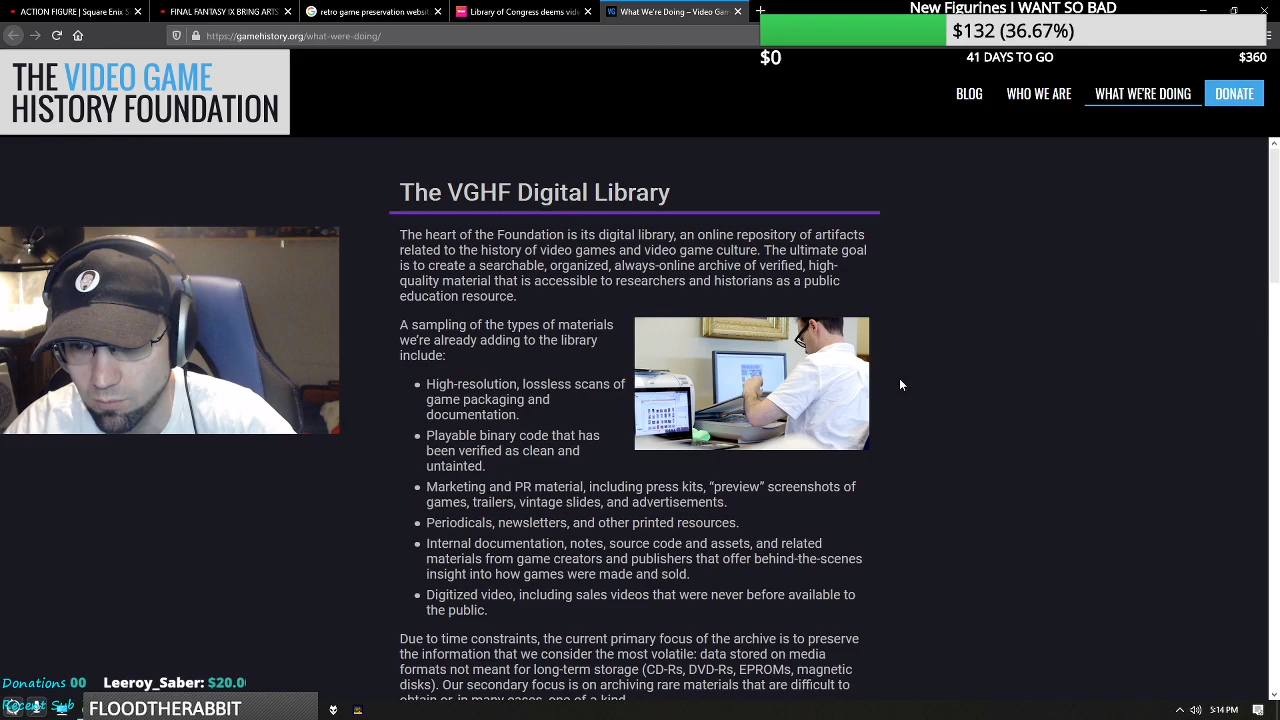 ACTION FIGURE | Square Enix S
FINAL FANTASY IX BRING ARTS
retro game preservation website
Library of Congress deems vide
What We're Doing – Video Gam
New Figurines I WANT SO BAD
https://gamehistory.org/what-were-doing/
$132 (36.67%)
$0
41 DAYS TO GO
$360
THE VIDEO GAME
HISTORY FOUNDATION
BLOG
WHO WE ARE
WHAT WE'RE DOING
DONATE
The VGHF Digital Library
The heart of the Foundation is its digital library, an online repository of artifacts
related to the history of video games and video game culture. The ultimate goal
is to create a searchable, organized, always-online archive of verified, high-
quality material that is accessible to researchers and historians as a public
education resource.
A sampling of the types of materials
we're already adding to the library
include:
High-resolution, lossless scans of
game packaging and
documentation.
Playable binary code that has
been verified as clean and
untainted.
Marketing and PR material, including press kits, “preview” screenshots of
games, trailers, vintage slides, and advertisements.
Periodicals, newsletters, and other printed resources.
Internal documentation, notes, source code and assets, and related
materials from game creators and publishers that offer behind-the-scenes
insight into how games were made and sold.
Digitized video, including sales videos that were never before available to
the public.
Due to time constraints, the current primary focus of the archive is to preserve
the information that we consider the most volatile: data stored on media
formats not meant for long-term storage (CD-Rs, DVD-Rs, EPROMs, magnetic
disks). Our secondary focus is on archiving rare materials that are difficult to
obtain or in many cases, one of a kind.
Donations 00
Leeroy_Saber: $20.0
Recent Sub
FLOODTHERABBIT
5:14 PM